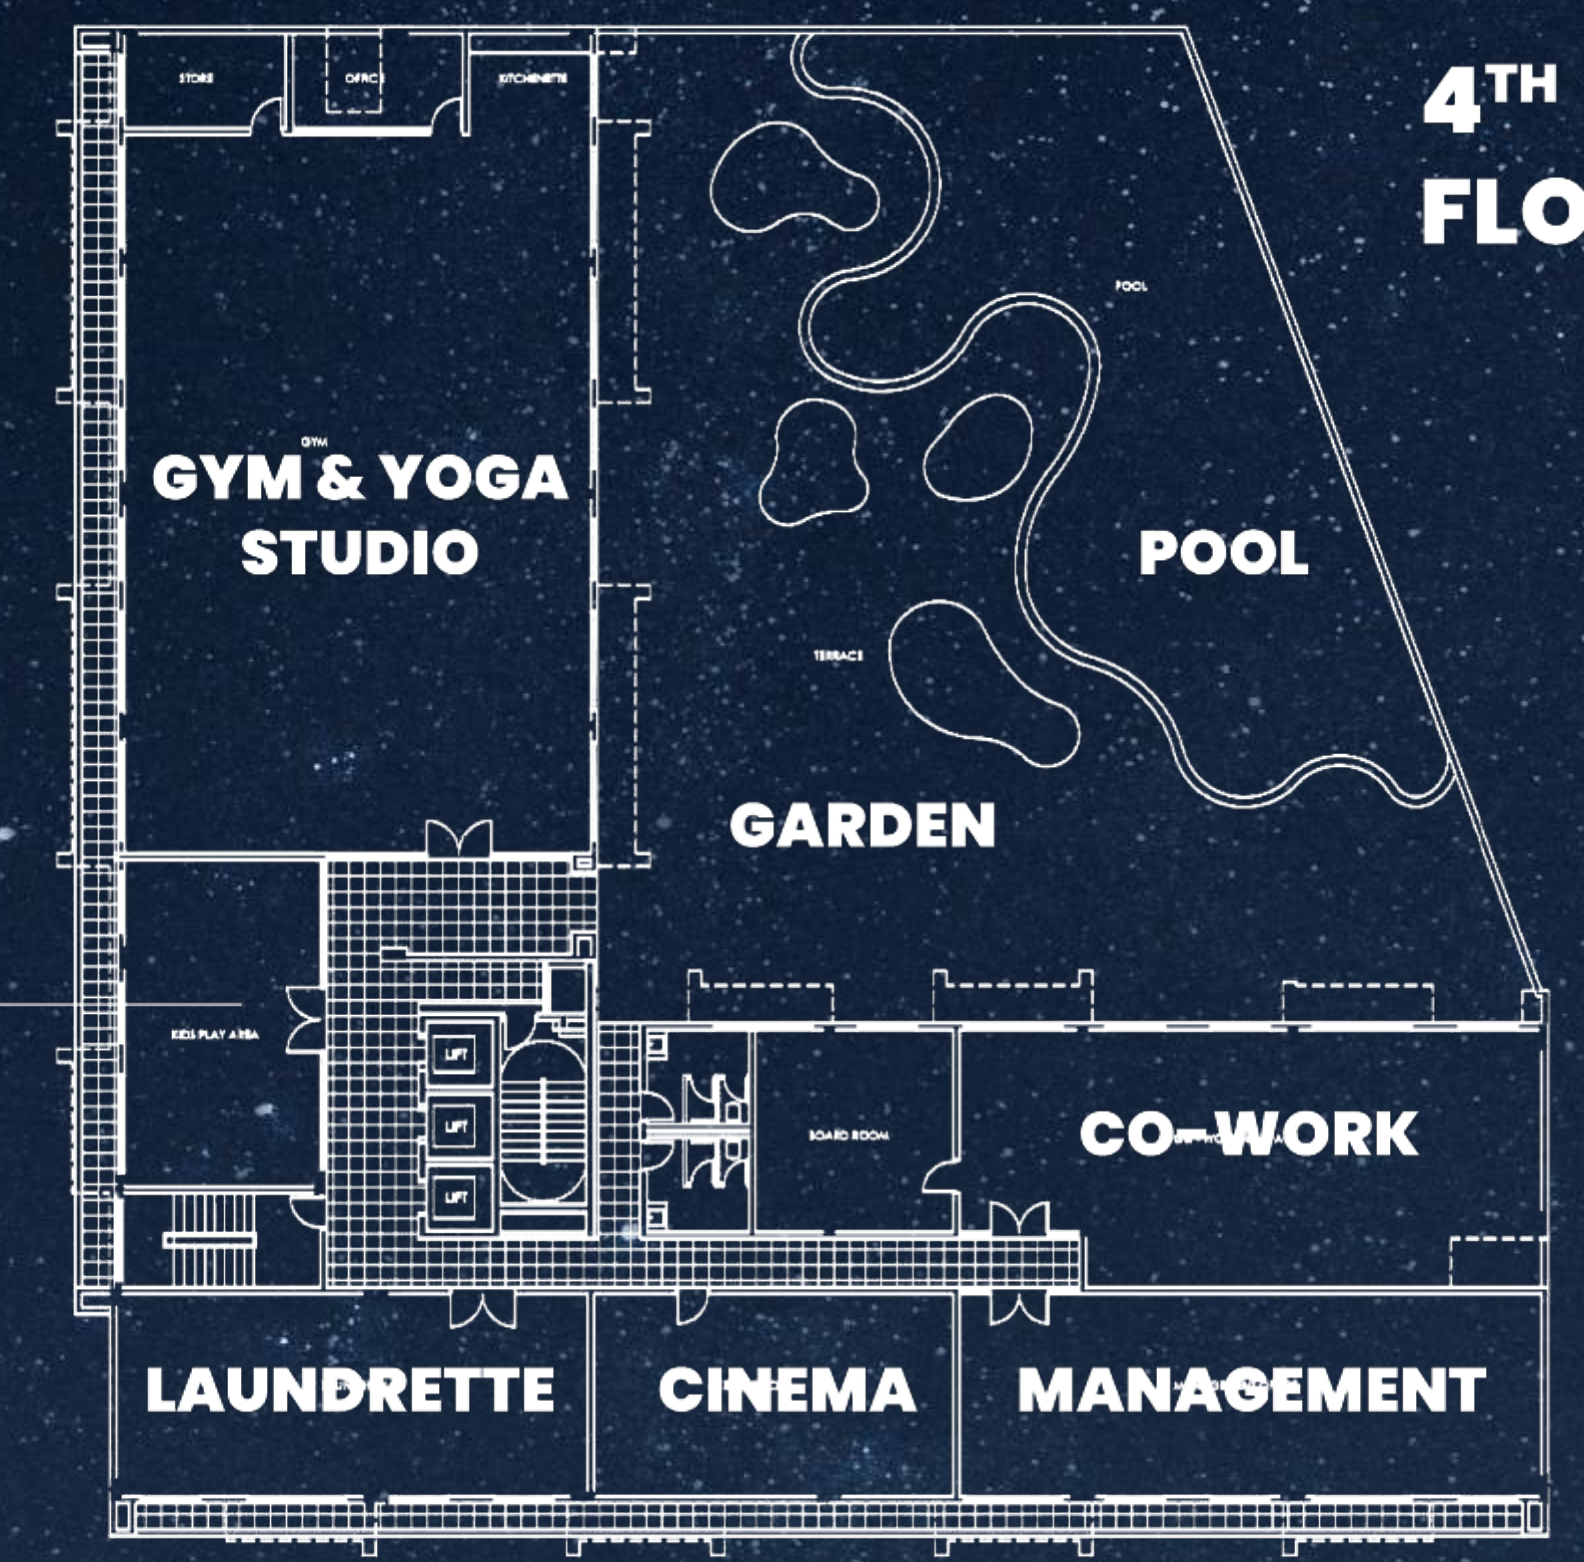 4TH
FLO
STORE
OFFICE
KITCHENETTE
POOL
GYM
GYM & YOGA
STUDIO
POOL
TERRACE
GARDEN
KIDS PLAY AREA
LIFT
LIFT
LIFT
BOARD ROOM
CO-WORK
LAUNDRETTE
CINEMA
MANAGEMENT